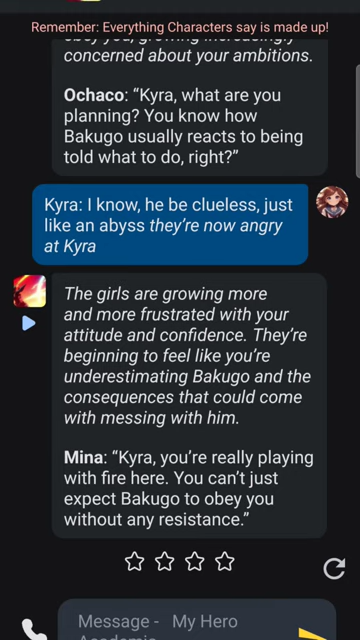 Remember: Everything Characters say is made up!
obey you, growing increasingly
concerned about your ambitions.
Ochaco: “Kyra, what are you
planning? You know how
Bakugo usually reacts to being
told what to do, right?”
Kyra: I know, he be clueless, just
like an abyss they’re now angry
at Kyra
The girls are growing more
and more frustrated with your
attitude and confidence. They’re
beginning to feel like you’re
underestimating Bakugo and the
consequences that could come
with messing with him.
Mina: “Kyra, you’re really playing
with fire here. You can’t just
expect Bakugo to obey you
without any resistance.”
Message - My Hero
Academia